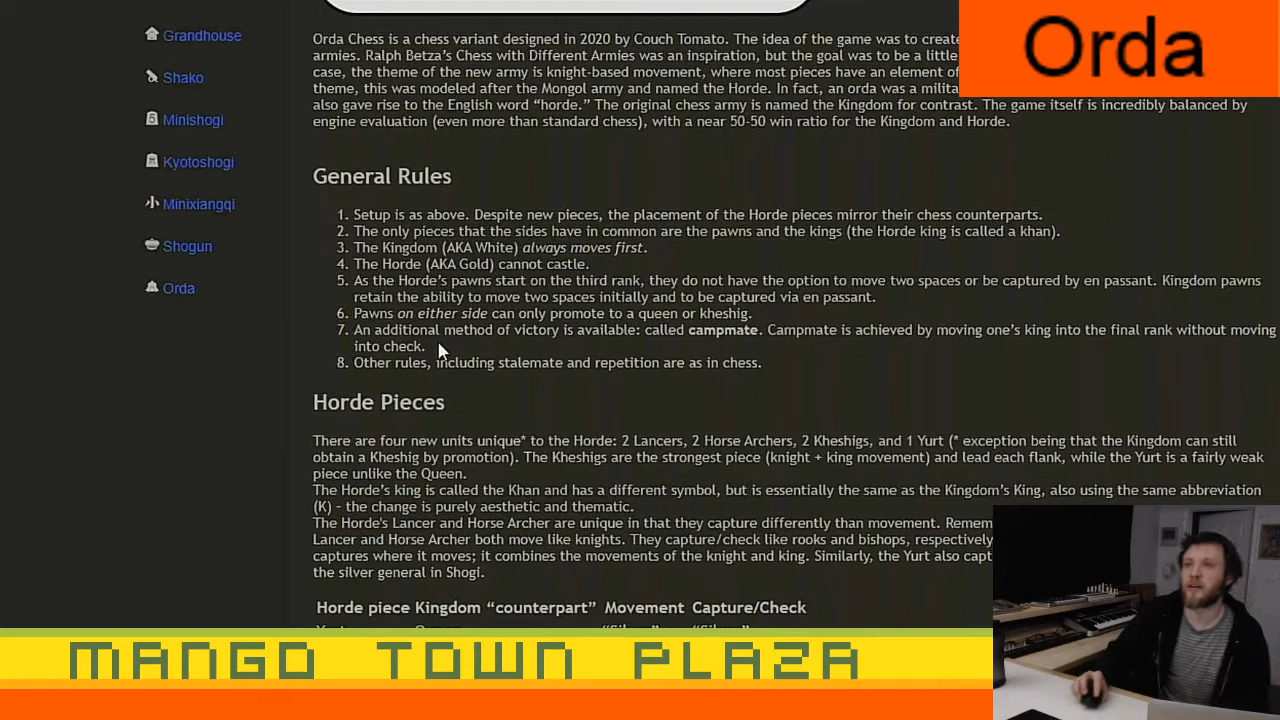 Grandhouse
Shako
Minishogi
Kyotoshogi
Minixiangqi
Shogun
Orda
Orda
Orda Chess is a chess variant designed in 2020 by Couch Tomato. The idea of the game was to create
armies. Ralph Betza's Chess with Different Armies was an inspiration, but the goal was to be a little
case, the theme of the new army is knight-based movement, where most pieces have an element of
theme, this was modeled after the Mongol army and named the Horde. In fact, an orda was a
also gave rise to the English word “horde.” The original chess army is named the Kingdom for contrast. The game itself is incredibly balanced by
engine evaluation (even more than standard chess), with a near 50-50 win ratio for the Kingdom and Horde.
General Rules
1. Setup is as above. Despite new pieces, the placement of the Horde pieces mirror their chess counterparts.
2. The only pieces that the sides have in common are the pawns and the kings (the Horde king is called a khan).
3. The Kingdom (AKA White) always moves first.
4. The Horde (AKA Gold) cannot castle.
5. As the Horde's pawns start on the third rank, they do not have the option to move two spaces or be captured by en passant. Kingdom pawns
retain the ability to move two spaces initially and to be captured via en passant.
6. Pawns on either side can only promote to a queen or kheshig.
7. An additional method of victory is available: called campmate. Campmate is achieved by moving one's king into the final rank without moving
into check.
8. Other rules, including stalemate and repetition are as in chess.
Horde Pieces
There are four new units unique* to the Horde: 2 Lancers, 2 Horse Archers, 2 Kheshigs, and 1 Yurt (* exception being that the Kingdom can still
obtain a Kheshig by promotion). The Kheshigs are the strongest piece (knight + king movement) and lead each flank, while the Yurt is a fairly weak
piece unlike the Queen.
The Horde's king is called the Khan and has a different symbol, but is essentially the same as the Kingdom's King, also using the same abbreviation
(K) - the change is purely aesthetic and thematic.
The Horde's Lancer and Horse Archer are unique in that they capture differently than movement.
Lancer and Horse Archer both move like knights. They capture/check like rooks and bishops, respectively
captures where it moves; it combines the movements of the knight and king. Similarly, the Yurt also
the silver general in Shogi.
Horde piece Kingdom “counterpart” Movement Capture/Check
MANGO TOWN PLAZA